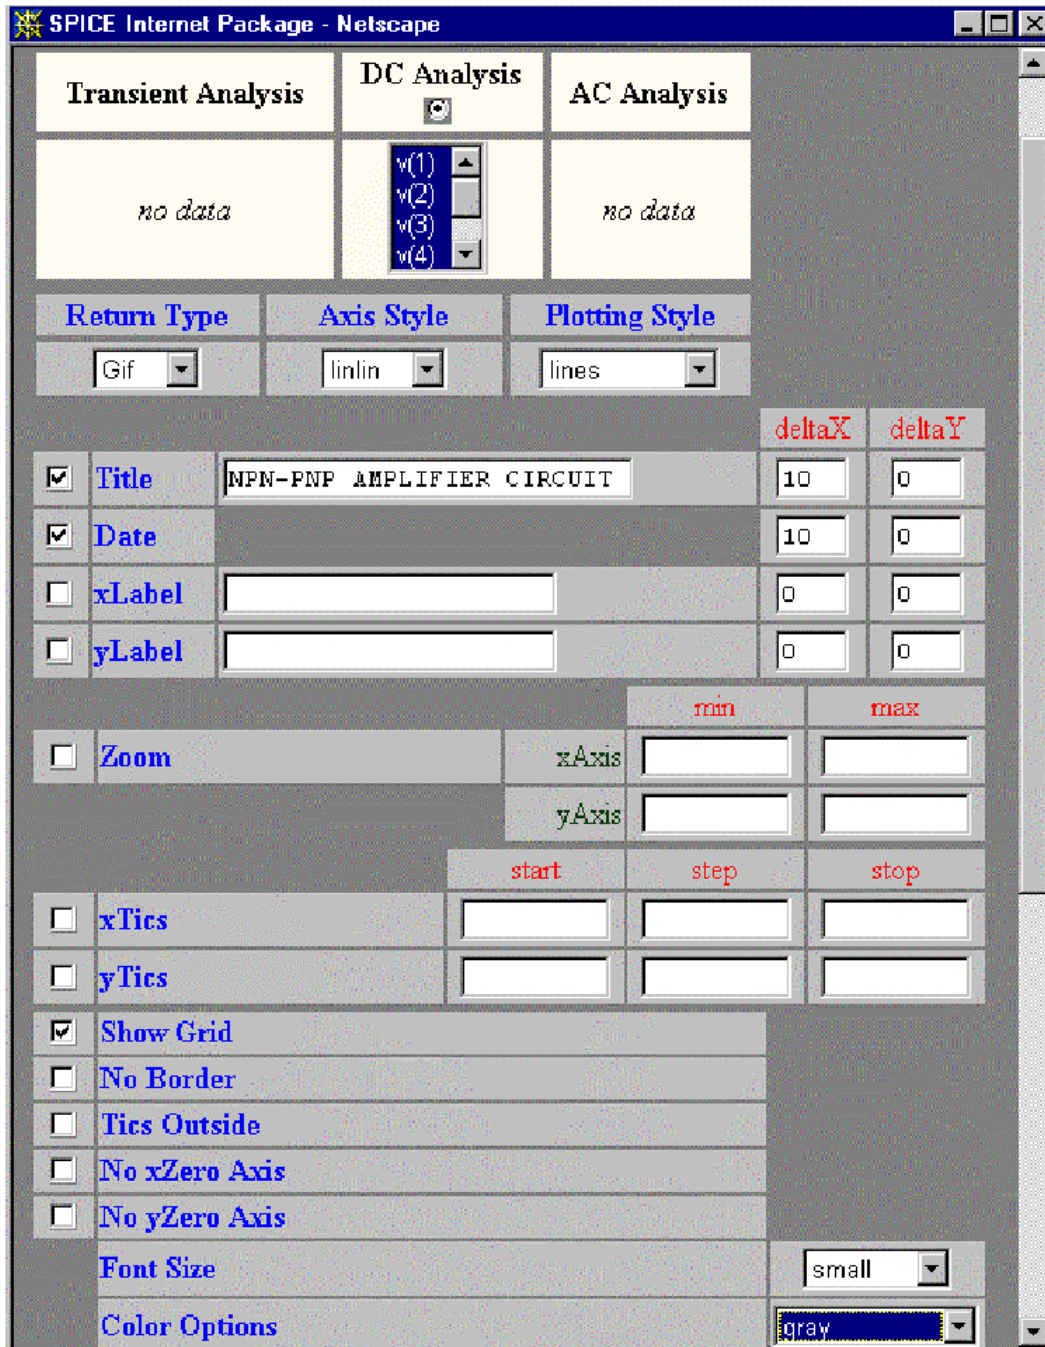 SPICE Internet Package - Netscape
Transient Analysis DC Analysis AC Analysis
no data v(1) no data
v(2)
v(3)
v(4)
Return Type Axis Style Plotting Style
Gif linlin lines
deltaX deltaY
Title NPN-PNP AMPLIFIER CIRCUIT 10 0
Date 10 0
xLabel 0 0
yLabel 0 0
min max
Zoom xAxis
yAxis
start step stop
xTics
yTics
Show Grid
No Border
Tics Outside
No xZero Axis
No yZero Axis
Font Size small
Color Options gray